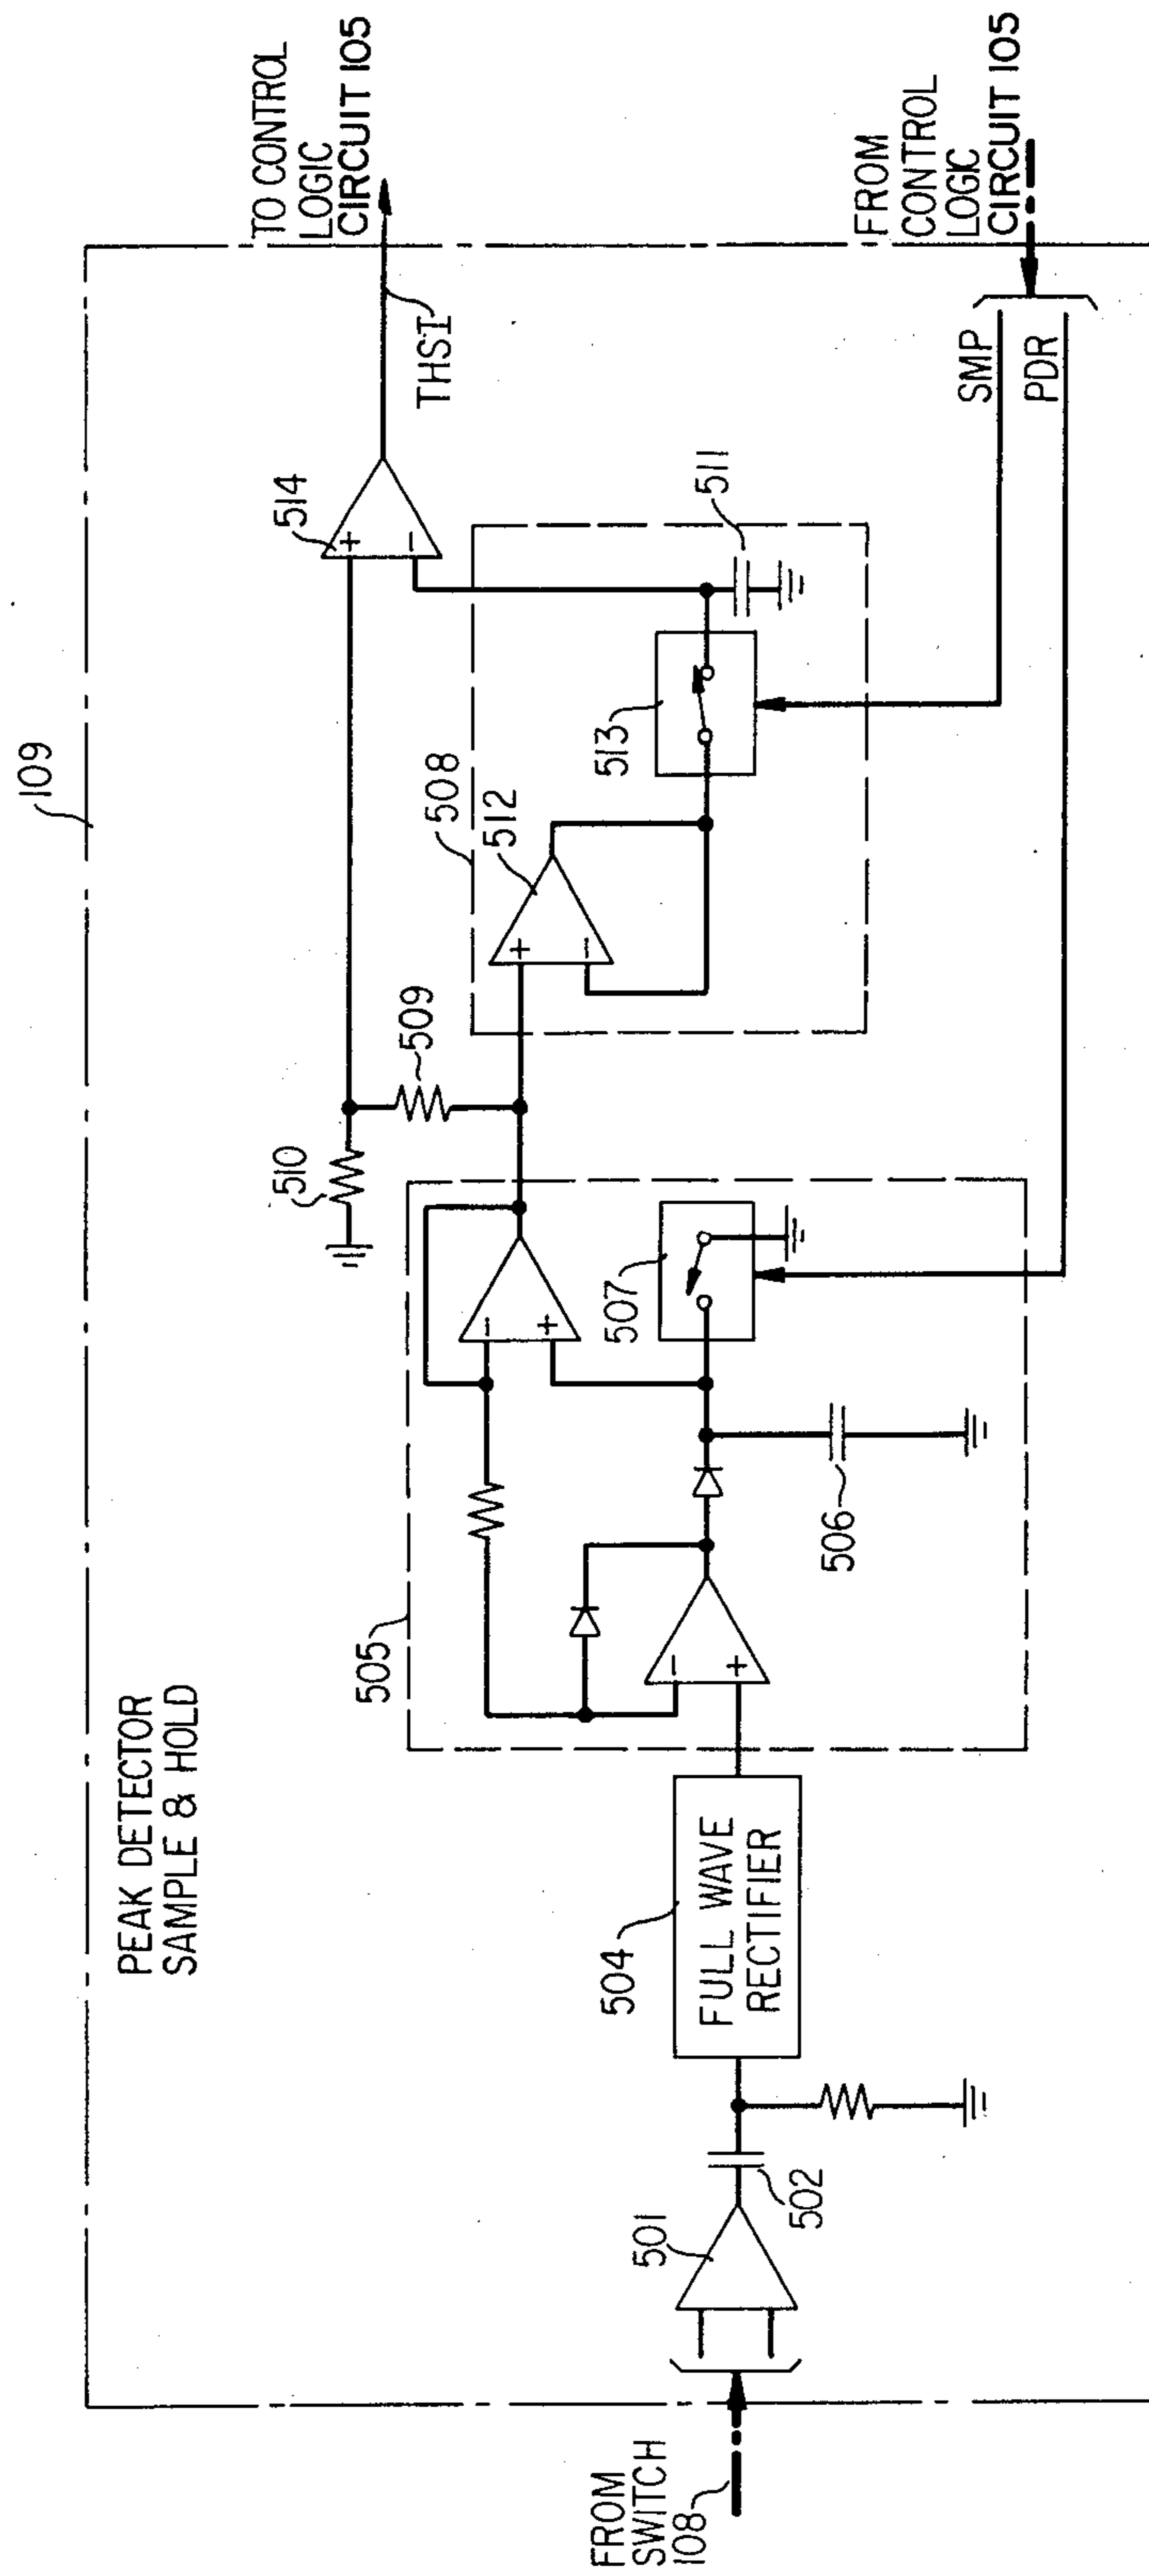 109
PEAK DETECTOR
SAMPLE & HOLD
TO CONTROL
LOGIC
CIRCUIT 105
THSI
514
+
−
510
509
508
512
+
−
513
511
505
−
+
507
−
+
506
504
FULL WAVE
RECTIFIER
501
502
FROM
SWITCH
108
FROM
CONTROL
LOGIC
CIRCUIT 105
SMP
PDR